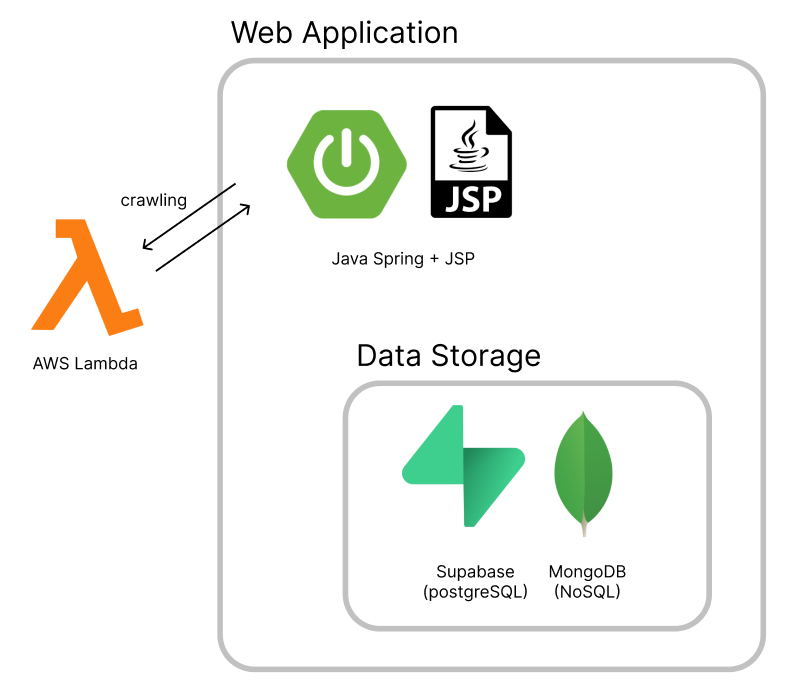 Web Application
JSP
crawling
Java Spring + JSP
AWS Lambda
Data Storage
Supabase
(postgreSQL)
MongoDB
(NoSQL)